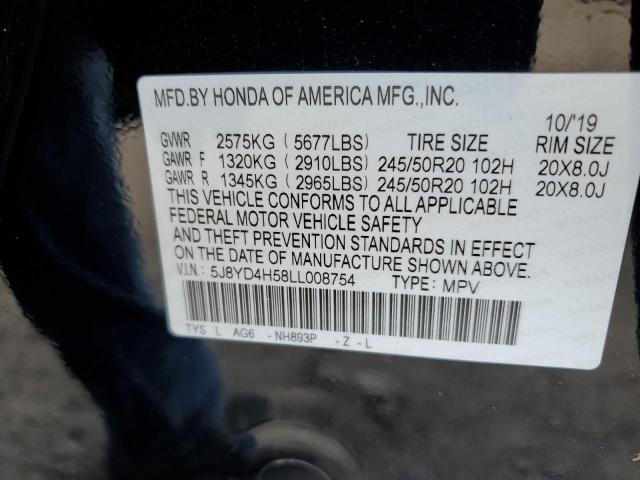 MFD.BY HONDA OF AMERICA MFG.,INC.
10/'19
GVWR 2575KG ( 5677LBS) TIRE SIZE RIM SIZE
GAWR F 1320KG ( 2910LBS) 245/50R20 102H 20X8.0J
GAWR R 1345KG ( 2965LBS) 245/50R20 102H 20X8.0J
THIS VEHICLE CONFORMS TO ALL APPLICABLE
FEDERAL MOTOR VEHICLE SAFETY
AND THEFT PREVENTION STANDARDS IN EFFECT
ON THE DATE OF MANUFACTURE SHOWN ABOVE.
V.I.N.: 5J8YD4H58LL008754 TYPE: MPV
TYS L AG6 -NH893P - Z - L